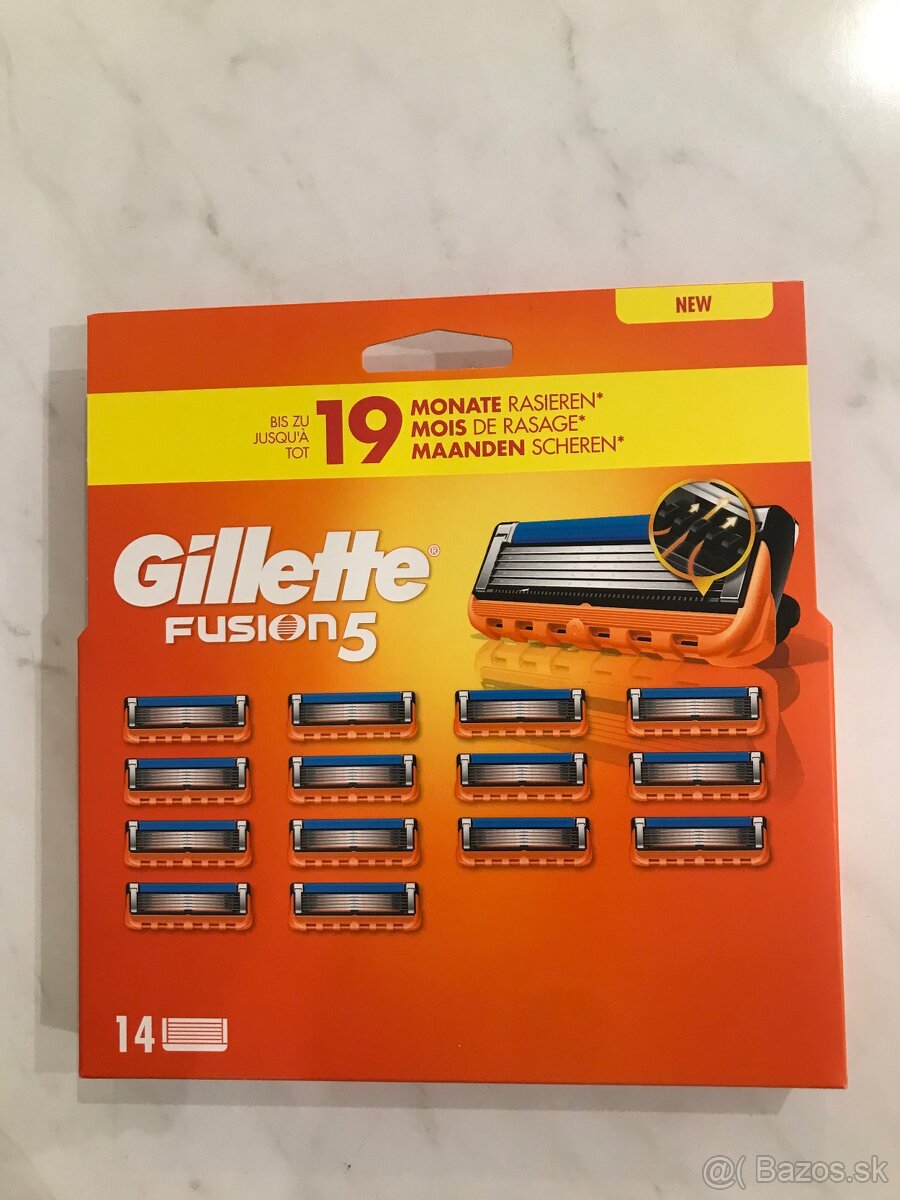 NEW
BIS ZU
JUSQU'À
TOT
19
MONATE RASIEREN*
MOIS DE RASAGE*
MAANDEN SCHEREN*
Gillette®
FUSION5
14
@( Bazos.sk